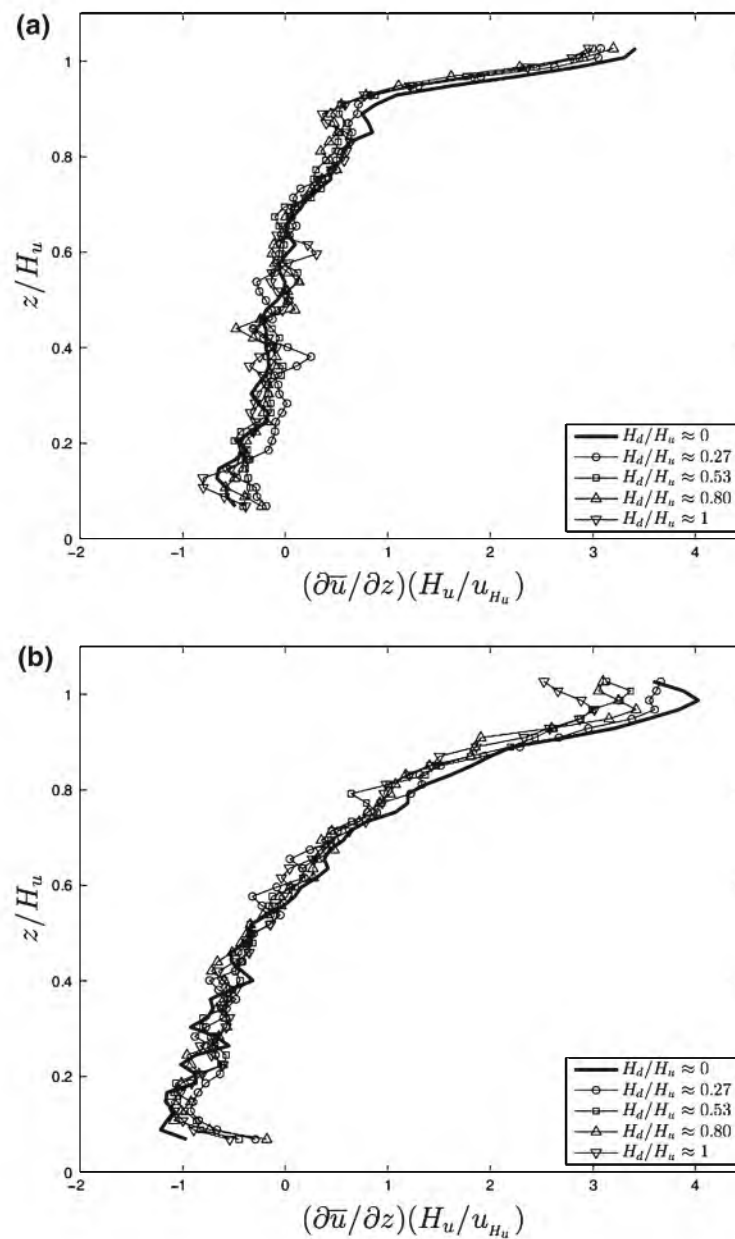 (a)
1
0.8
0.6
0.4
0.2
0
z/H_u
−2 −1 0 1 2 3 4
(∂u̅/∂z)(H_u/u_{H_u})
H_d/H_u ≈ 0
H_d/H_u ≈ 0.27
H_d/H_u ≈ 0.53
H_d/H_u ≈ 0.80
H_d/H_u ≈ 1
(b)
1
0.8
0.6
0.4
0.2
0
z/H_u
−2 −1 0 1 2 3 4
(∂u̅/∂z)(H_u/u_{H_u})
H_d/H_u ≈ 0
H_d/H_u ≈ 0.27
H_d/H_u ≈ 0.53
H_d/H_u ≈ 0.80
H_d/H_u ≈ 1